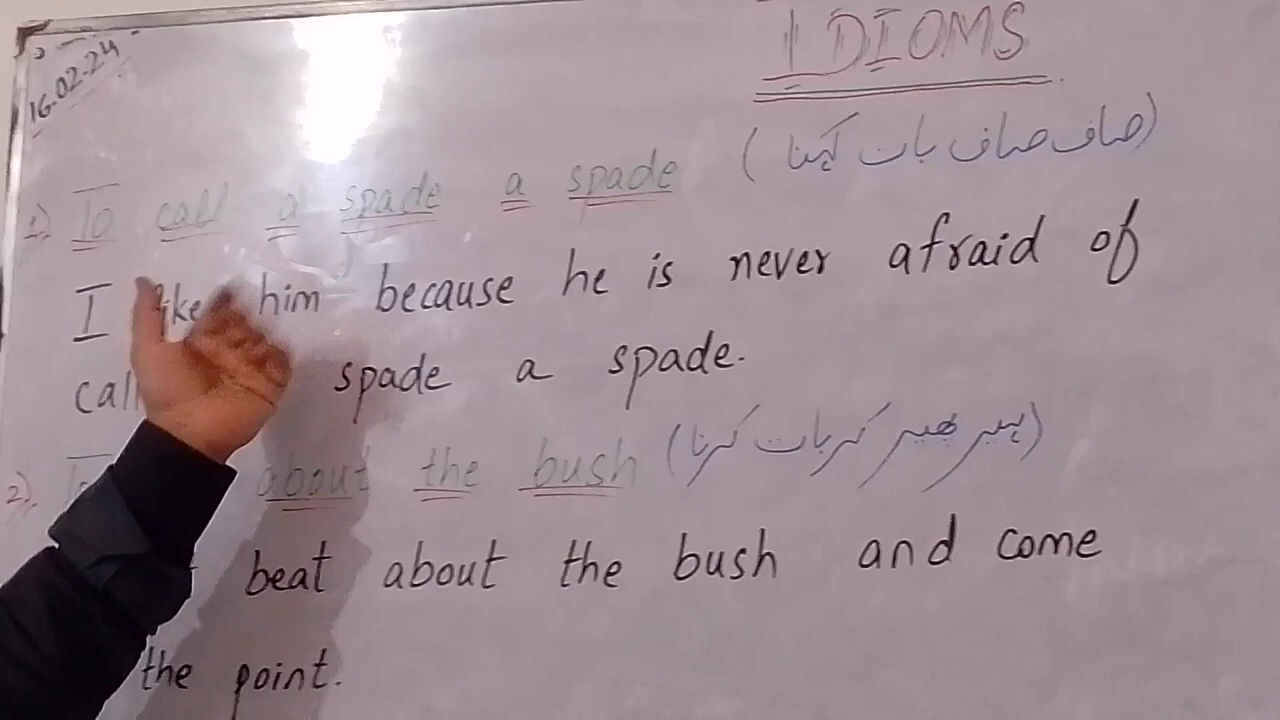 16.02.24
IDIOMS
1). To call a spade a spade (صاف صاف بات کہنا)
I like him because he is never afraid of
spade a spade.
2). about the bush (ہیر پھیر کر بات کرنا)
beat about the bush and come
the point.